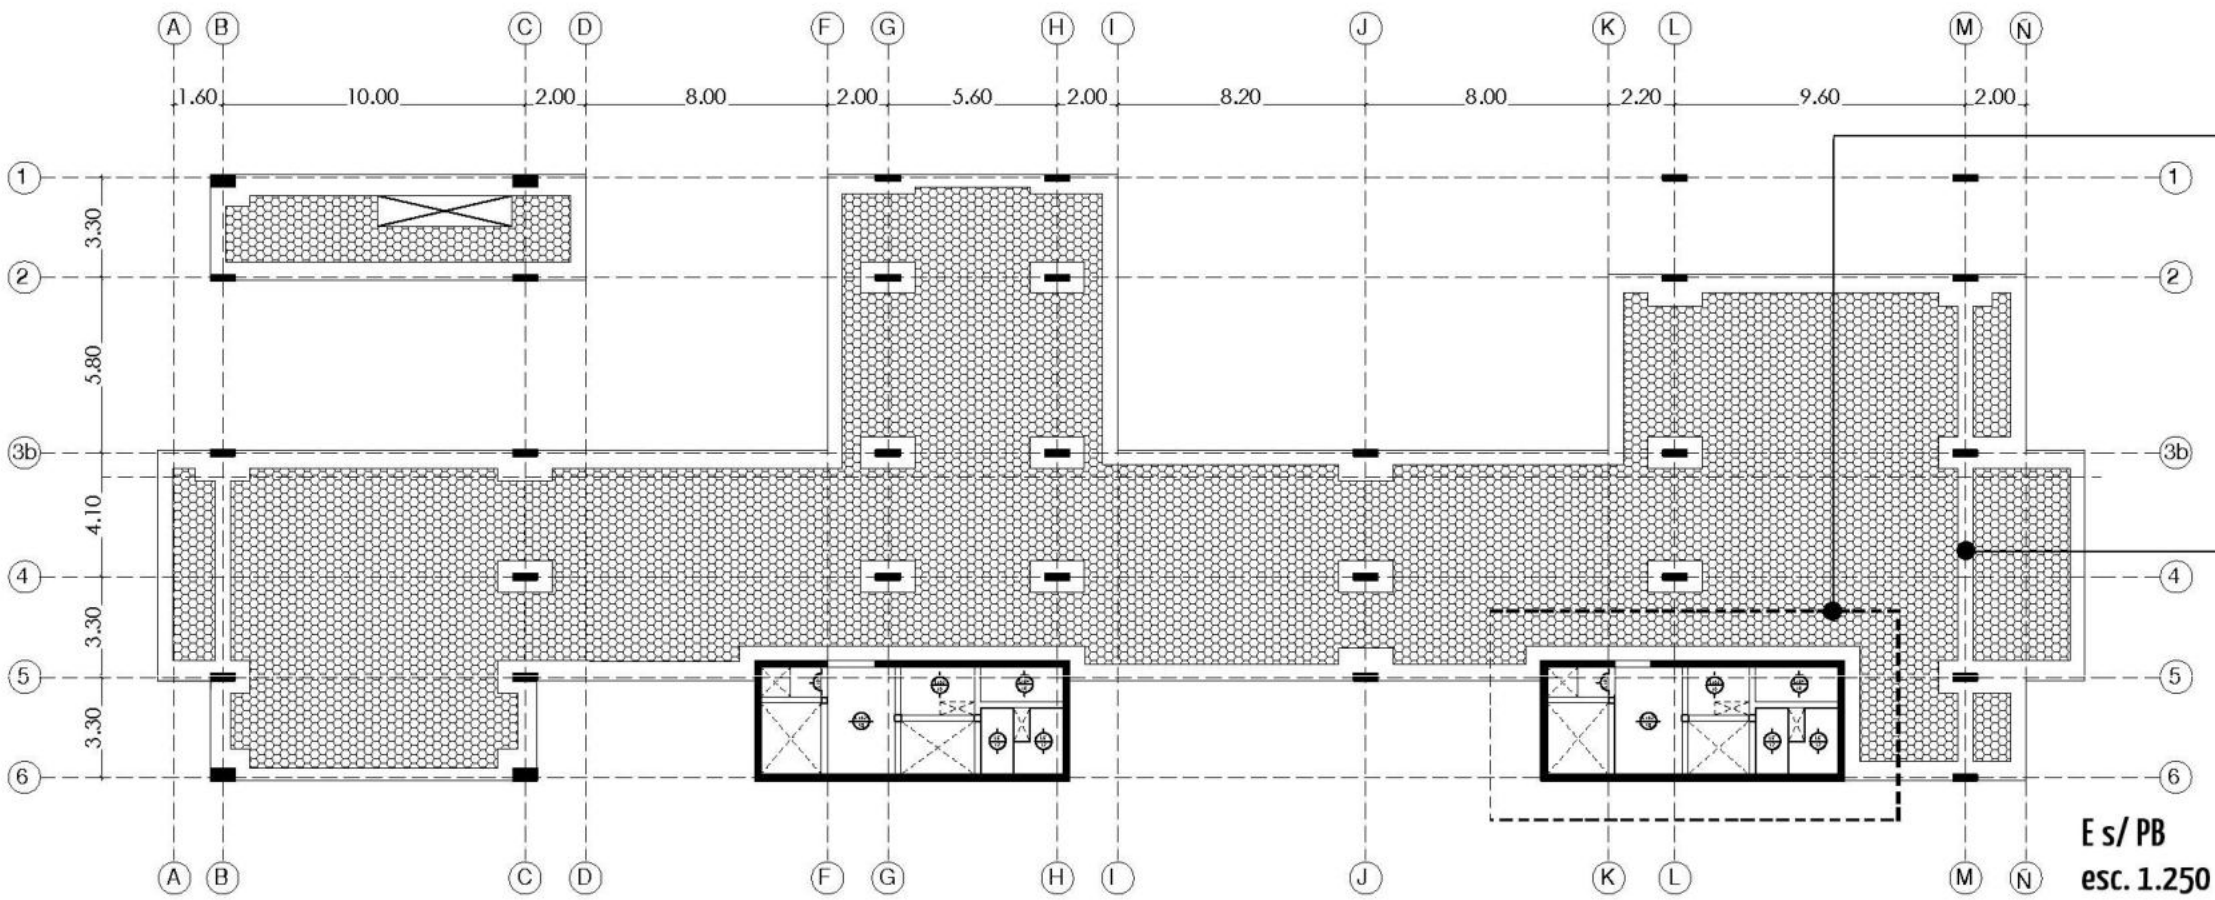 A B C D F G H I J K L M Ñ
1.60 10.00 2.00 8.00 2.00 5.60 2.00 8.20 8.00 2.20 9.60 2.00
1 1
3.30
2 2
5.80
3b 3b
4.10
4 4
3.30
5 5
3.30
6 6
E s/ PB
A B C D F G H I J K L M Ñ
esc. 1.250